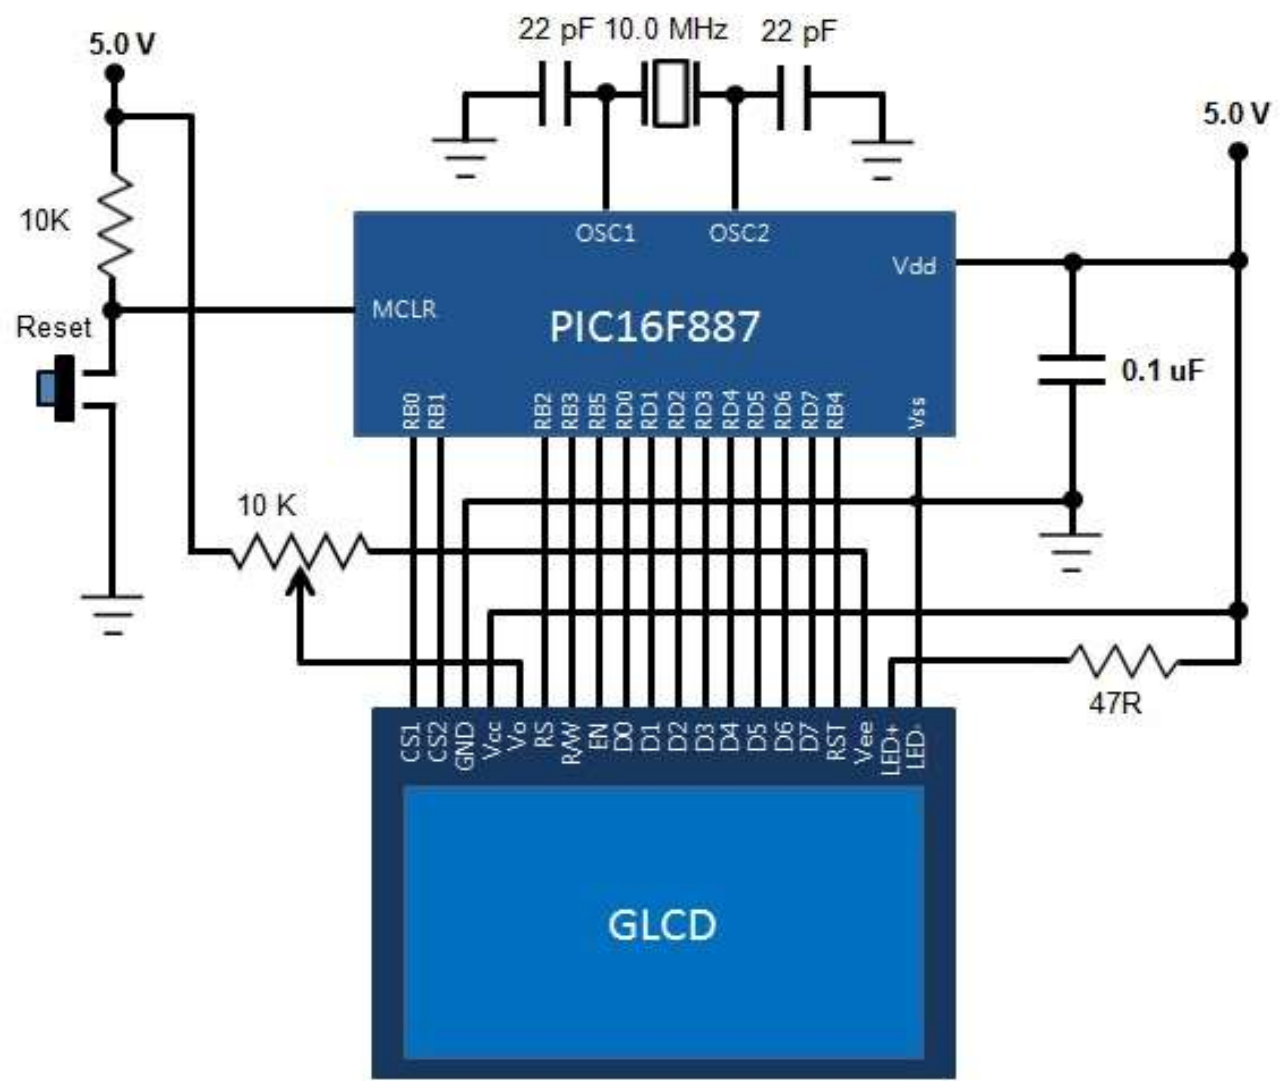 22 pF 10.0 MHz 22 pF
5.0 V
5.0 V
10K
OSC1 OSC2
Vdd
MCLR
PIC16F887
Reset
0.1 uF
RB0 RB1 RB2 RB3 RB5 RD0 RD1 RD2 RD3 RD4 RD5 RD6 RD7 RB4 Vss
10 K
47R
CS1 CS2 GND Vcc Vo RS R/W EN D0 D1 D2 D3 D4 D5 D6 D7 RST Vee LED+ LED-
GLCD